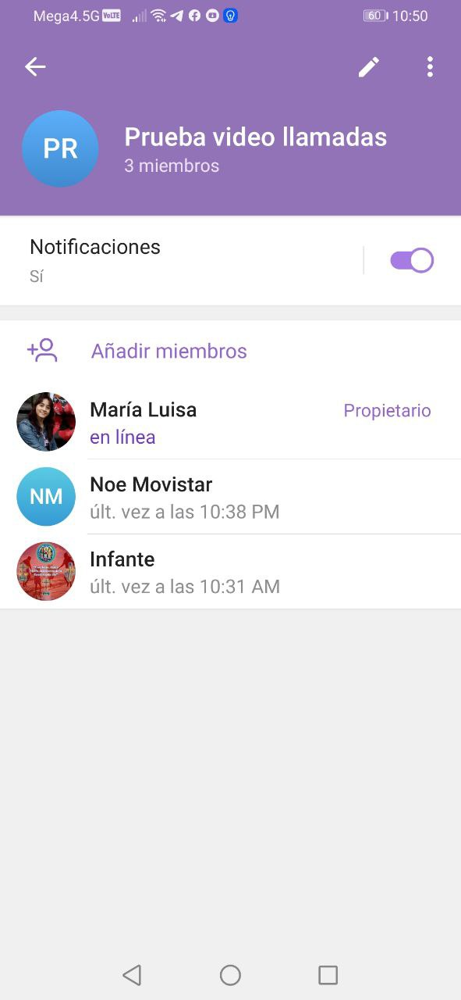 Mega4.5G VoLTE 60 10:50
PR
Prueba video llamadas
3 miembros
Notificaciones
Sí
Añadir miembros
María Luisa Propietario
en línea
NM
Noe Movistar
últ. vez a las 10:38 PM
Infante
últ. vez a las 10:31 AM